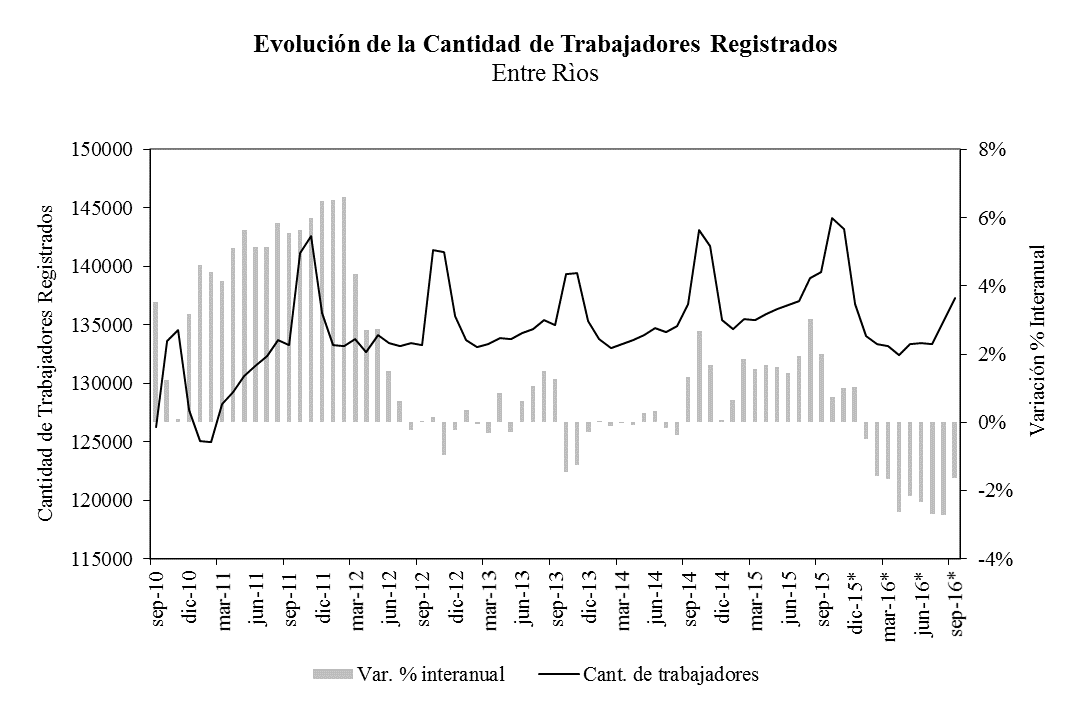 Evolución de la Cantidad de Trabajadores Registrados
Entre Rìos
Cantidad de Trabajadores Registrados
150000
145000
140000
135000
130000
125000
120000
115000
8%
6%
4%
2%
0%
-2%
-4%
Variación % Interanual
sep-10
dic-10
mar-11
jun-11
sep-11
dic-11
mar-12
jun-12
sep-12
dic-12
mar-13
jun-13
sep-13
dic-13
mar-14
jun-14
sep-14
dic-14
mar-15
jun-15
sep-15
dic-15*
mar-16*
jun-16*
sep-16*
Var. % interanual
Cant. de trabajadores